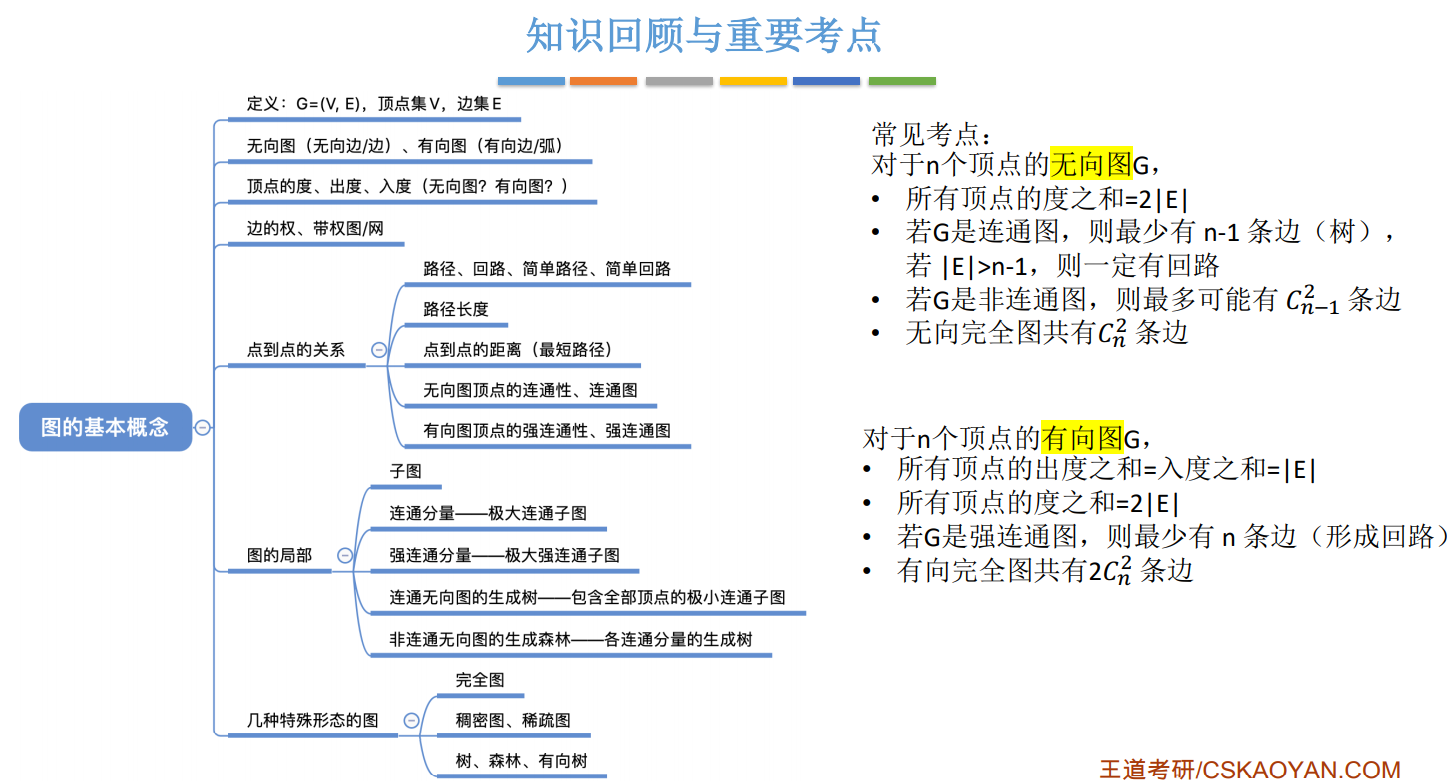 知识回顾与重要考点
图的基本概念
定义：G=(V, E)，顶点集V，边集E
无向图（无向边/边）、有向图（有向边/弧）
顶点的度、出度、入度（无向图？有向图？）
边的权、带权图/网
点到点的关系
路径、回路、简单路径、简单回路
路径长度
点到点的距离（最短路径）
无向图顶点的连通性、连通图
有向图顶点的强连通性、强连通图
图的局部
子图
连通分量——极大连通子图
强连通分量——极大强连通子图
连通无向图的生成树——包含全部顶点的极小连通子图
非连通无向图的生成森林——各连通分量的生成树
几种特殊形态的图
完全图
稠密图、稀疏图
树、森林、有向树
常见考点：
对于n个顶点的无向图G，
• 所有顶点的度之和=2|E|
• 若G是连通图，则最少有 n-1 条边（树），
若 |E|>n-1，则一定有回路
• 若G是非连通图，则最多可能有 $C_{n-1}^2$ 条边
• 无向完全图共有$C_n^2$ 条边
对于n个顶点的有向图G，
• 所有顶点的出度之和=入度之和=|E|
• 所有顶点的度之和=2|E|
• 若G是强连通图，则最少有 n 条边（形成回路）
• 有向完全图共有2$C_n^2$ 条边
王道考研/CSKAOYAN.COM